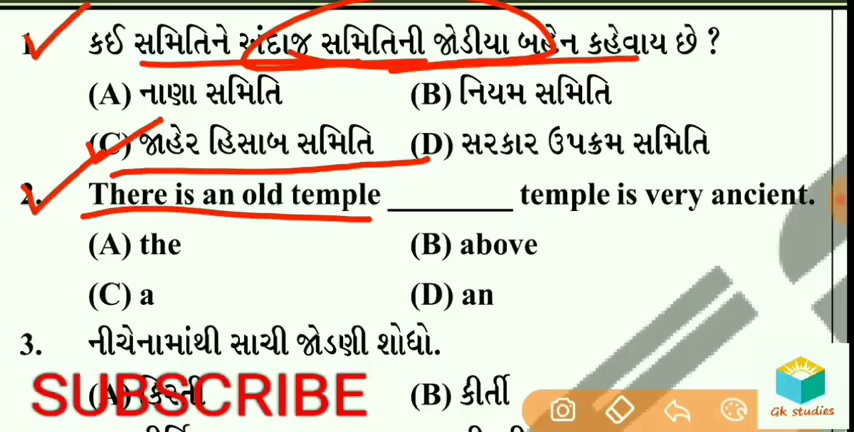 1. કઈ સમિતિને અંદાજ સમિતિની જોડીયા બહેન કહેવાય છે ?
(A) નાણા સમિતિ (B) નિયમ સમિતિ
(C) જાહેર હિસાબ સમિતિ (D) સરકાર ઉપક્રમ સમિતિ
2. There is an old temple ________ temple is very ancient.
(A) the (B) above
(C) a (D) an
3. નીચેનામાંથી સાચી જોડણી શોધો.
SUBSCRIBE
(A) (B) કીર્તી
Gk studies